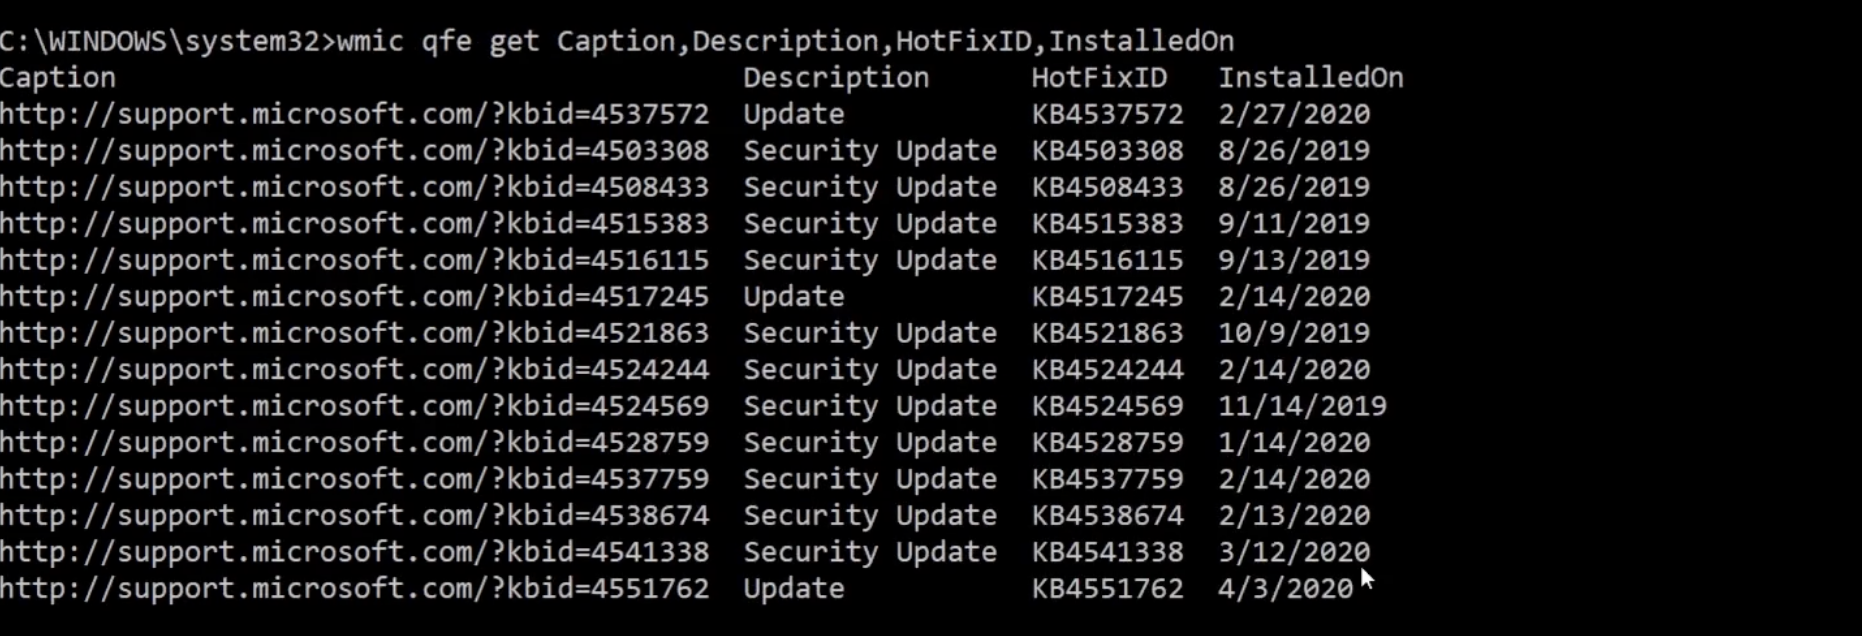 C:\WINDOWS\system32>wmic qfe get Caption,Description,HotFixID,InstalledOn
Caption Description HotFixID InstalledOn
http://support.microsoft.com/?kbid=4537572 Update KB4537572 2/27/2020
http://support.microsoft.com/?kbid=4503308 Security Update KB4503308 8/26/2019
http://support.microsoft.com/?kbid=4508433 Security Update KB4508433 8/26/2019
http://support.microsoft.com/?kbid=4515383 Security Update KB4515383 9/11/2019
http://support.microsoft.com/?kbid=4516115 Security Update KB4516115 9/13/2019
http://support.microsoft.com/?kbid=4517245 Update KB4517245 2/14/2020
http://support.microsoft.com/?kbid=4521863 Security Update KB4521863 10/9/2019
http://support.microsoft.com/?kbid=4524244 Security Update KB4524244 2/14/2020
http://support.microsoft.com/?kbid=4524569 Security Update KB4524569 11/14/2019
http://support.microsoft.com/?kbid=4528759 Security Update KB4528759 1/14/2020
http://support.microsoft.com/?kbid=4537759 Security Update KB4537759 2/14/2020
http://support.microsoft.com/?kbid=4538674 Security Update KB4538674 2/13/2020
http://support.microsoft.com/?kbid=4541338 Security Update KB4541338 3/12/2020
http://support.microsoft.com/?kbid=4551762 Update KB4551762 4/3/2020